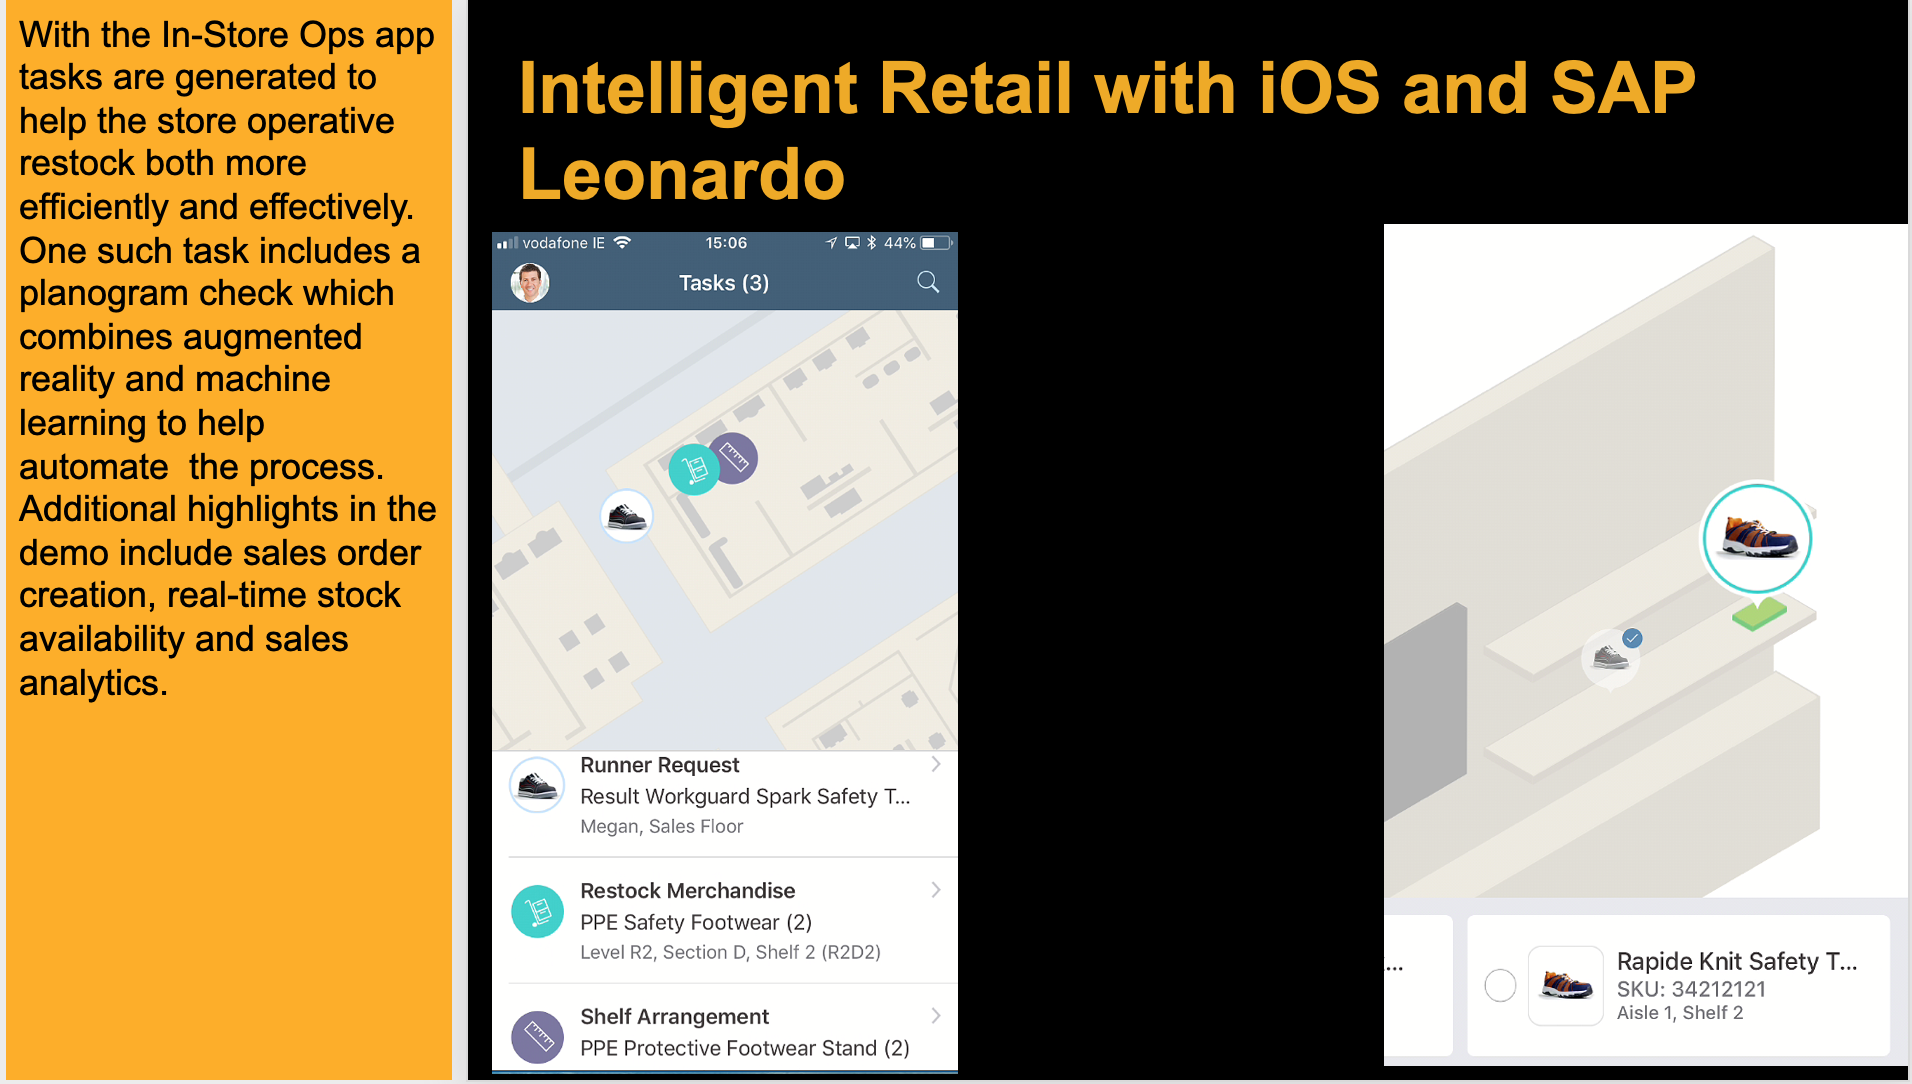 With the In-Store Ops app
tasks are generated to
help the store operative
restock both more
efficiently and effectively.
One such task includes a
planogram check which
combines augmented
reality and machine
learning to help
automate  the process.
Additional highlights in the
demo include sales order
creation, real-time stock
availability and sales
analytics.
Intelligent Retail with iOS and SAP
Leonardo
vodafone IE 15:06 44%
Tasks (3)
Runner Request
Result Workguard Spark Safety T...
Megan, Sales Floor
Restock Merchandise
PPE Safety Footwear (2)
Level R2, Section D, Shelf 2 (R2D2)
Shelf Arrangement
PPE Protective Footwear Stand (2)
...
Rapide Knit Safety T...
SKU: 34212121
Aisle 1, Shelf 2